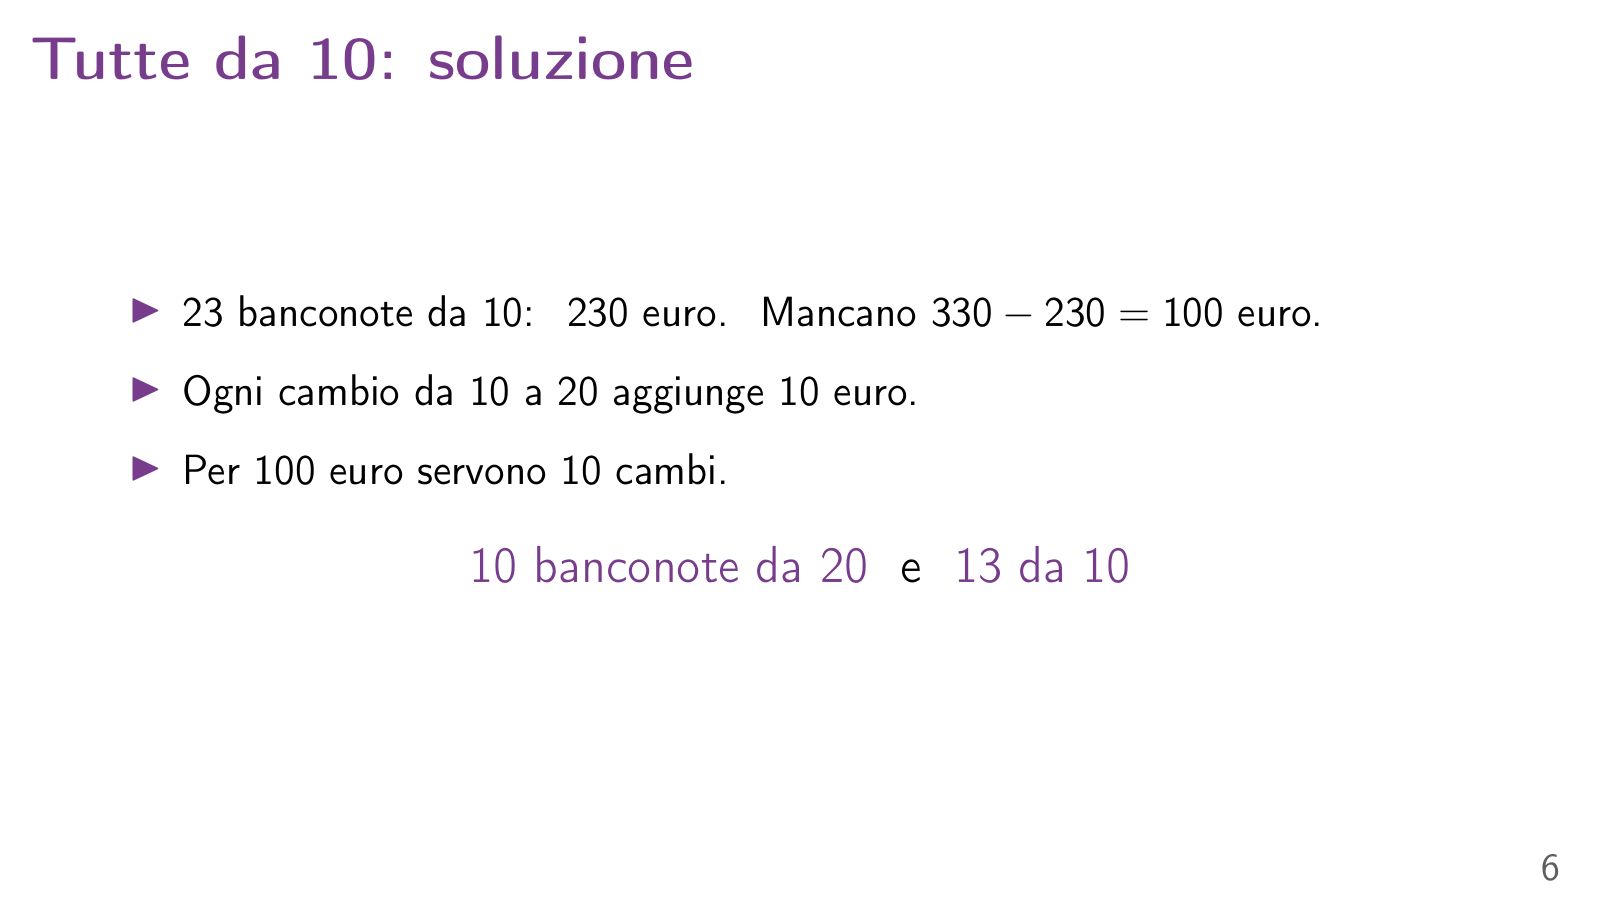 Tutte da 10: soluzione
▶ 23 banconote da 10: 230 euro. Mancano 330 − 230 = 100 euro.
▶ Ogni cambio da 10 a 20 aggiunge 10 euro.
▶ Per 100 euro servono 10 cambi.
10 banconote da 20 e 13 da 10
6